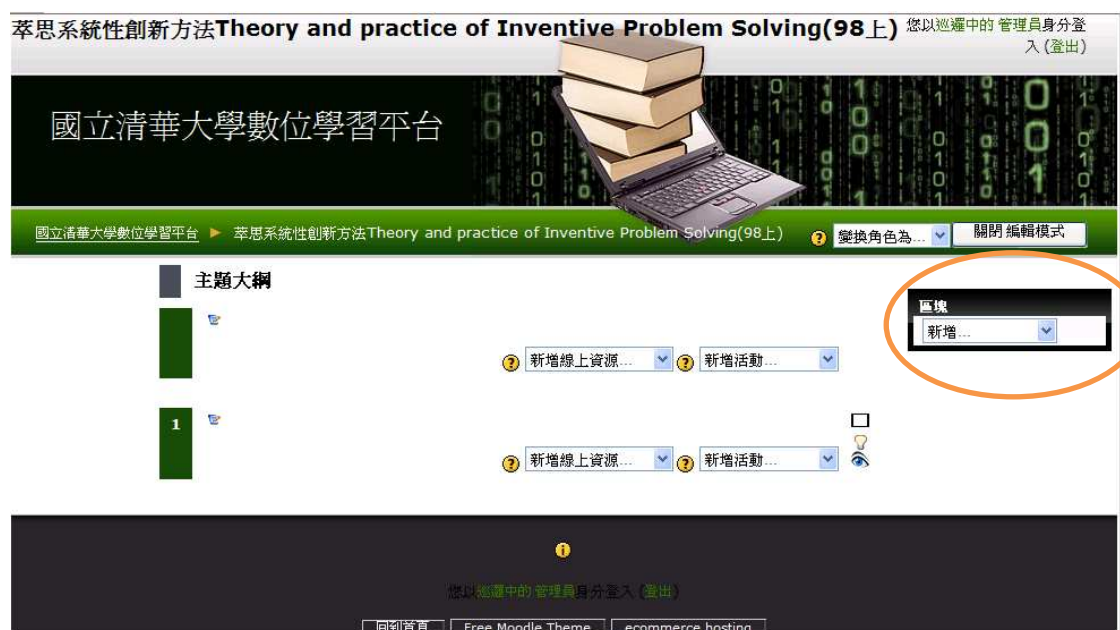 萃思系統性創新方法Theory and practice of Inventive Problem Solving(98上)
您以巡邏中的 管理員身分登
入 (登出)
國立清華大學數位學習平台
國立清華大學數位學習平台 ► 萃思系統性創新方法Theory and practice of Inventive Problem Solving(98上)
變換角色為...
關閉 編輯模式
主題大綱
區塊
新增...
新增線上資源...
新增活動...
1
新增線上資源...
新增活動...
您以巡邏中的 管理員身分登入 (登出)
回到首頁
Free Moodle Theme
ecommerce hosting